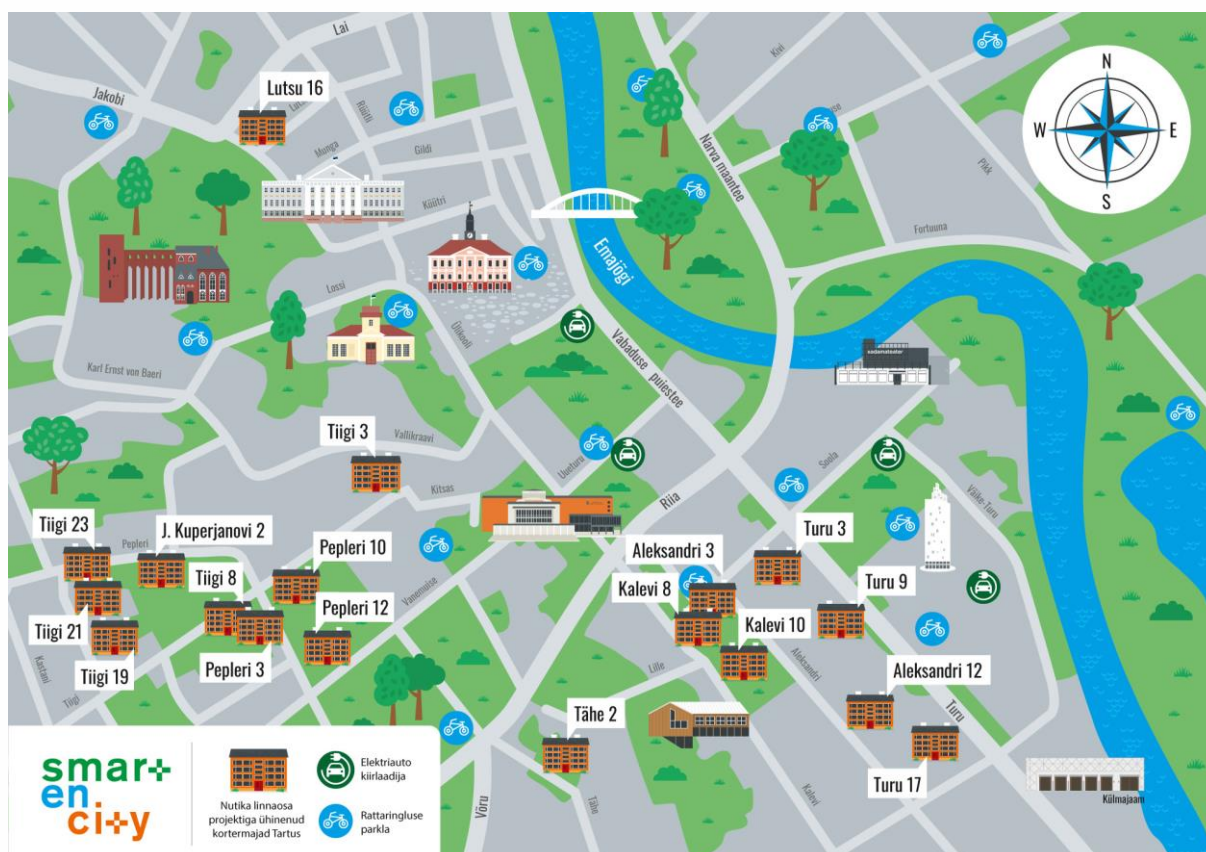 Lai
Kivi
Jakobi
Lutsu 16
Rüütli
Munga
Gildi
Narva maantee
Pikk
N
W
E
S
Küütri
Fortuuna
Emajõgi
Lossi
Ülikooli
Vabaduse puiestee
sadamateater
Karl Ernst von Baeri
Vallikraavi
Tiigi 3
Kitsas
Uueturu
Riia
Soola
Väike-Turu
Tiigi 23
Pepleri
J. Kuperjanovi 2
Pepleri 10
Vanemuise
Aleksandri 3
Turu 3
Tiigi 8
Kalevi 8
Turu 9
Pepleri 12
Kalevi 10
Tiigi 21
Tiigi 19
Pepleri 3
Kastani
Tiigi
Lille
Aleksandri
Aleksandri 12
Turu
Tähe 2
Turu 17
Võru
Tähe
Kalevi
Külmajaam
smart
en
city
Nutika linnaosa
projektiga ühinenud
kortermajad Tartus
Elektriauto
kiirlaadija
Rattaringluse
parkla